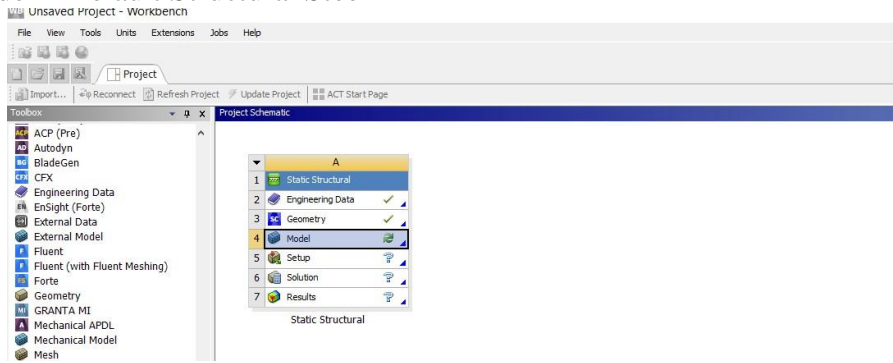 Unsaved Project - Workbench
File View Tools Units Extensions Jobs Help
Project
Import... Reconnect Refresh Project Update Project ACT Start Page
Toolbox
Project Schematic
ACP (Pre)
Autodyn
BladeGen
CFX
Engineering Data
EnSight (Forte)
External Data
External Model
Fluent
Fluent (with Fluent Meshing)
Forte
Geometry
GRANTA MI
Mechanical APDL
Mechanical Model
Mesh
A
1 Static Structural
2 Engineering Data
3 Geometry
4 Model
5 Setup
6 Solution
7 Results
Static Structural